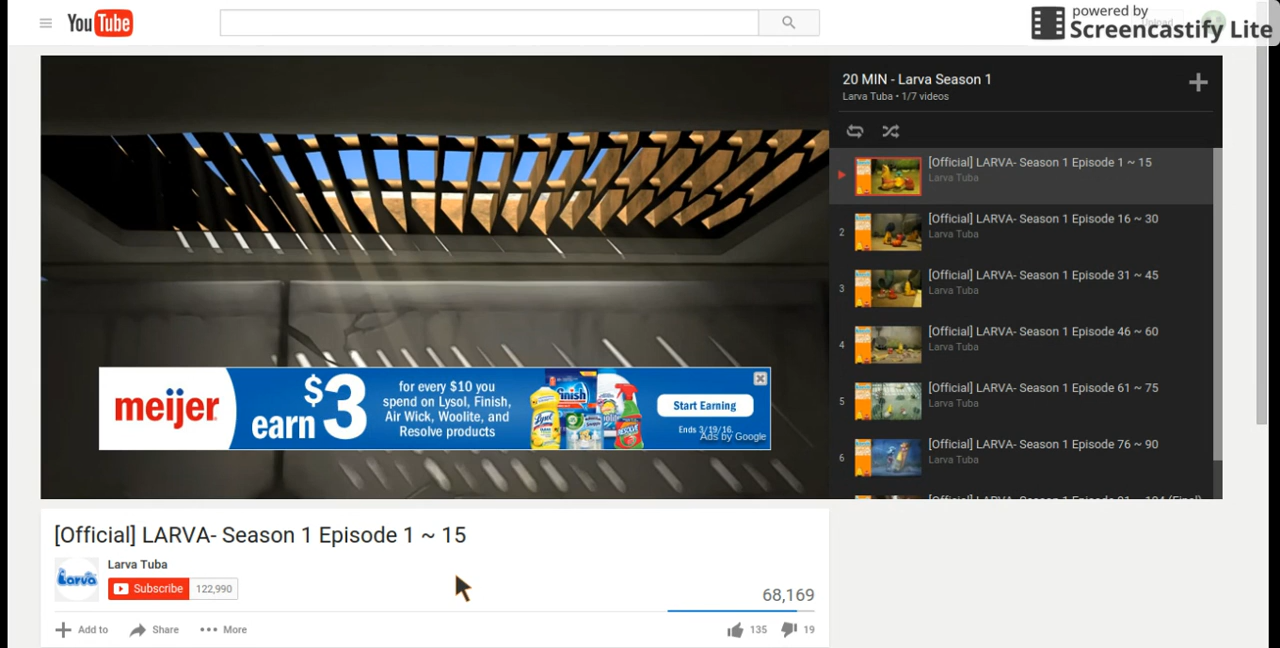 YouTube
powered by
Screencastify Lite
20 MIN - Larva Season 1
Larva Tuba • 1/7 videos
[Official] LARVA- Season 1 Episode 1 ~ 15
Larva Tuba
2
[Official] LARVA- Season 1 Episode 16 ~ 30
Larva Tuba
3
[Official] LARVA- Season 1 Episode 31 ~ 45
Larva Tuba
4
[Official] LARVA- Season 1 Episode 46 ~ 60
Larva Tuba
5
[Official] LARVA- Season 1 Episode 61 ~ 75
Larva Tuba
6
[Official] LARVA- Season 1 Episode 76 ~ 90
Larva Tuba
meijer
earn $3
for every $10 you
spend on Lysol, Finish,
Air Wick, Woolite, and
Resolve products
Start Earning
Ends 3/19/16.
Ads by Google
[Official] LARVA- Season 1 Episode 1 ~ 15
Larva
Larva Tuba
Subscribe 122,990
68,169
Add to Share More
135 19